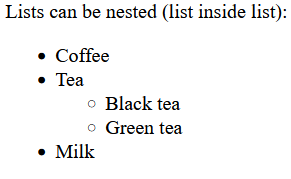 Lists can be nested (list inside list):
• Coffee
• Tea
◦ Black tea
◦ Green tea
• Milk